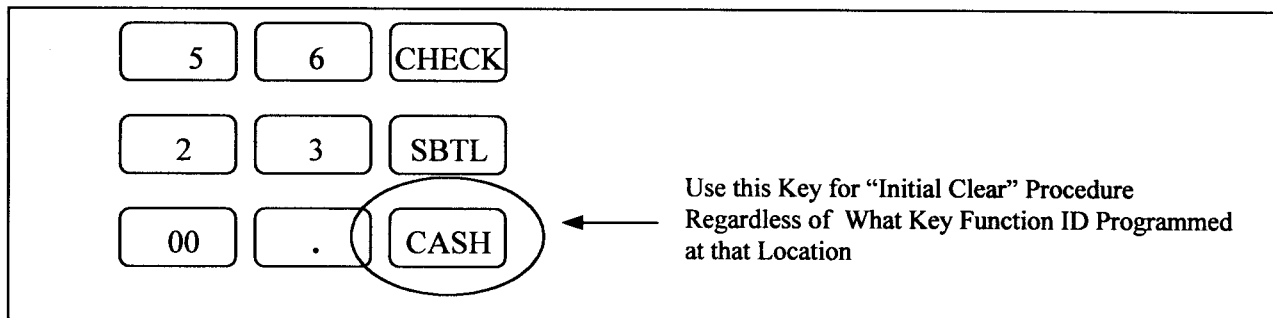 5 6 CHECK
2 3 SBTL
Use this Key for “Initial Clear” Procedure
Regardless of What Key Function ID Programmed
at that Location
00 . CASH